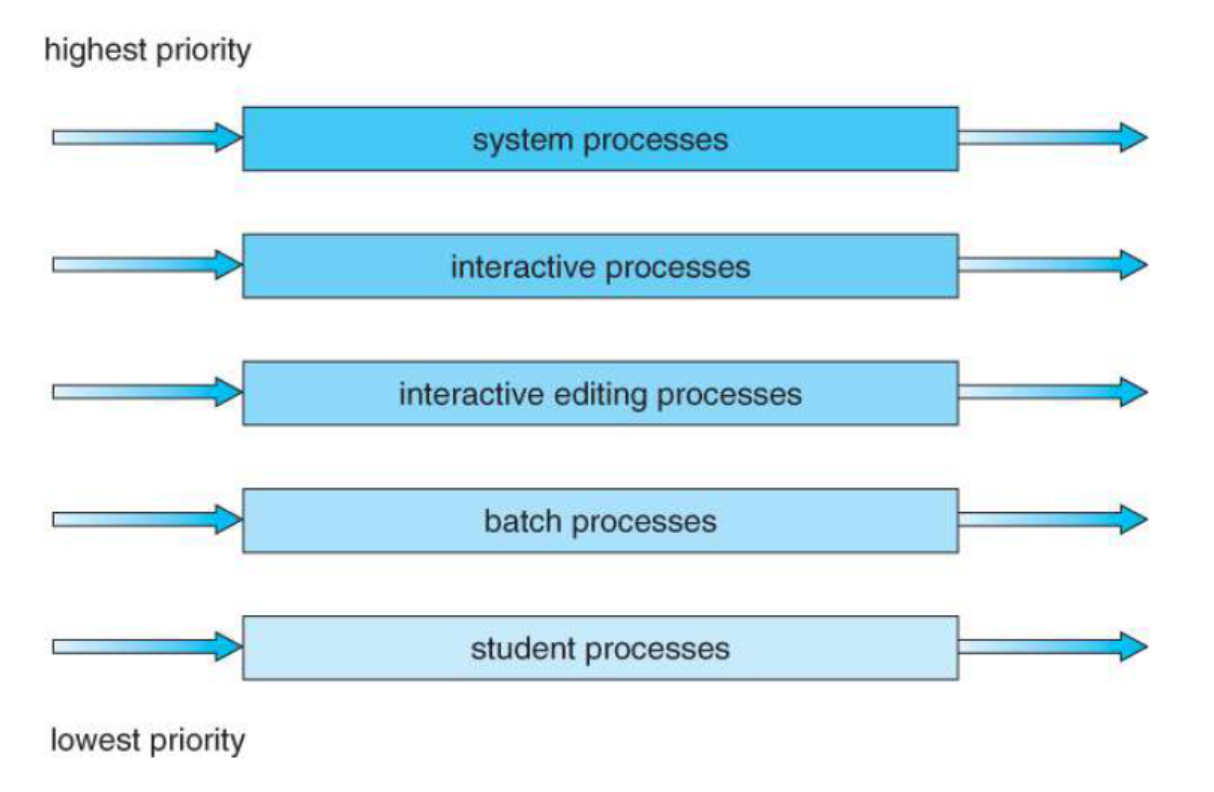 highest priority
system processes
interactive processes
interactive editing processes
batch processes
student processes
lowest priority